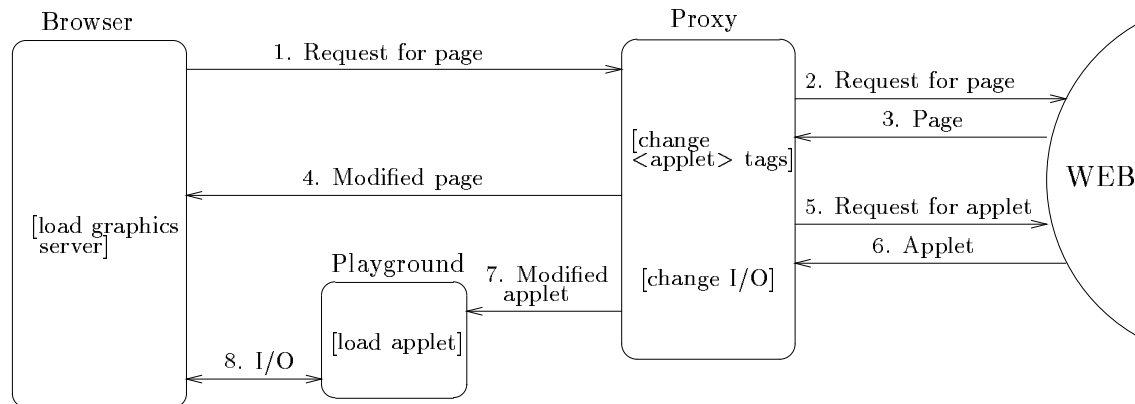 Browser
Proxy
1. Request for page
2. Request for page
3. Page
[change
<applet> tags]
4. Modified page
WEB
5. Request for applet
[load graphics
server]
6. Applet
Playground
7. Modified
applet
[change I/O]
[load applet]
8. I/O